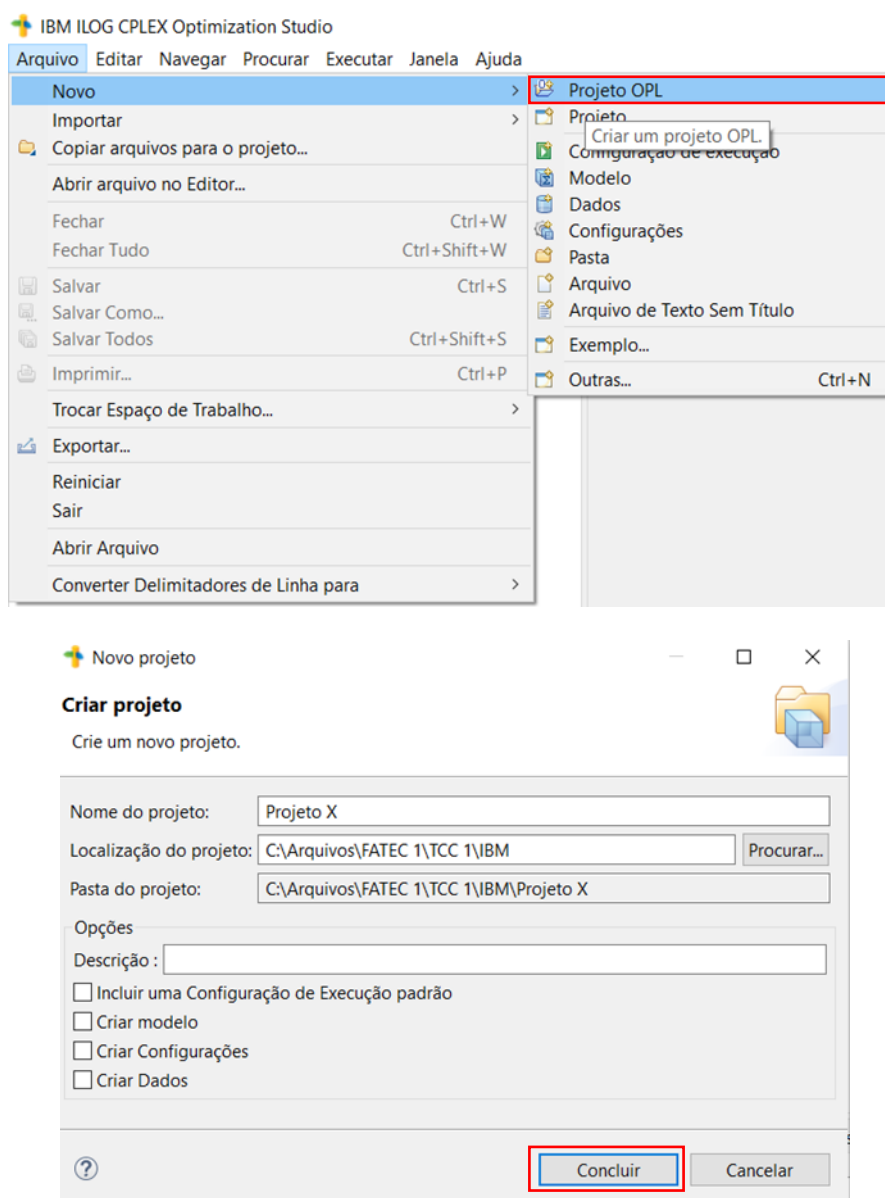 IBM ILOG CPLEX Optimization Studio
Arquivo Editar Navegar Procurar Executar Janela Ajuda
Novo
Importar
Copiar arquivos para o projeto...
Abrir arquivo no Editor...
Fechar Ctrl+W
Fechar Tudo Ctrl+Shift+W
Salvar Ctrl+S
Salvar Como...
Salvar Todos Ctrl+Shift+S
Imprimir... Ctrl+P
Trocar Espaço de Trabalho...
Exportar...
Reiniciar
Sair
Abrir Arquivo
Converter Delimitadores de Linha para
Projeto OPL
Projeto
Criar um projeto OPL.
Configuração de execução
Modelo
Dados
Configurações
Pasta
Arquivo
Arquivo de Texto Sem Título
Exemplo...
Outras... Ctrl+N
Novo projeto
Criar projeto
Crie um novo projeto.
Nome do projeto: Projeto X
Localização do projeto: C:\Arquivos\FATEC 1\TCC 1\IBM Procurar...
Pasta do projeto: C:\Arquivos\FATEC 1\TCC 1\IBM\Projeto X
Opções
Descrição :
Incluir uma Configuração de Execução padrão
Criar modelo
Criar Configurações
Criar Dados
Concluir Cancelar